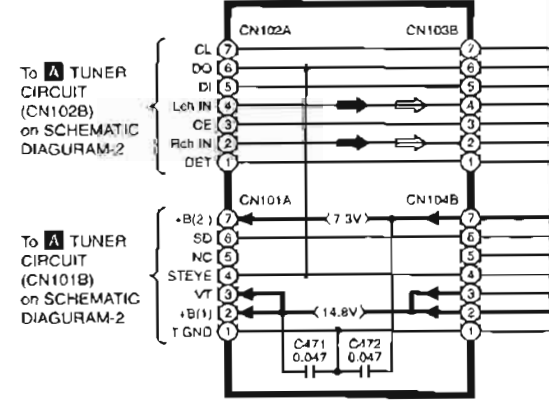 CN102A CN103B
CL 7 7
DO 6 6
DI 5 5
Lch IN 4 4
CE 3 3
Rch IN 2 2
DET 1 1
To A TUNER
CIRCUIT
(CN102B)
on SCHEMATIC
DIAGURAM-2
CN101A CN104B
+B(2) 7 7.3V 7
SD 6 6
NC 5 5
STEYE 4 4
VT 3 3
+B(1) 2 14.8V 2
T GND 1 1
To A TUNER
CIRCUIT
(CN101B)
on SCHEMATIC
DIAGURAM-2
C471 C472
0.047 0.047